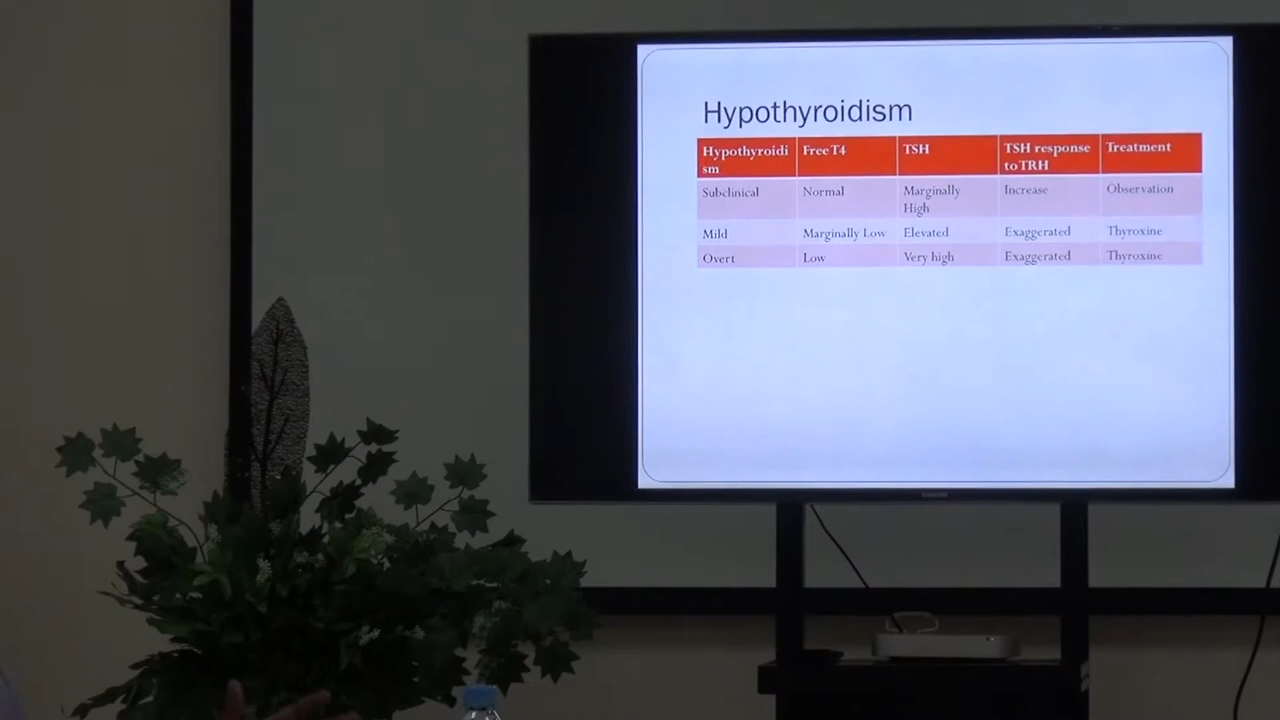 Hypothyroidism
Hypothyroidi Free T4 TSH TSH response Treatment
sm to TRH
Subclinical Normal Marginally Increase Observation
High
Mild Marginally Low Elevated Exaggerated Thyroxine
Overt Low Very high Exaggerated Thyroxine
SAMSUNG